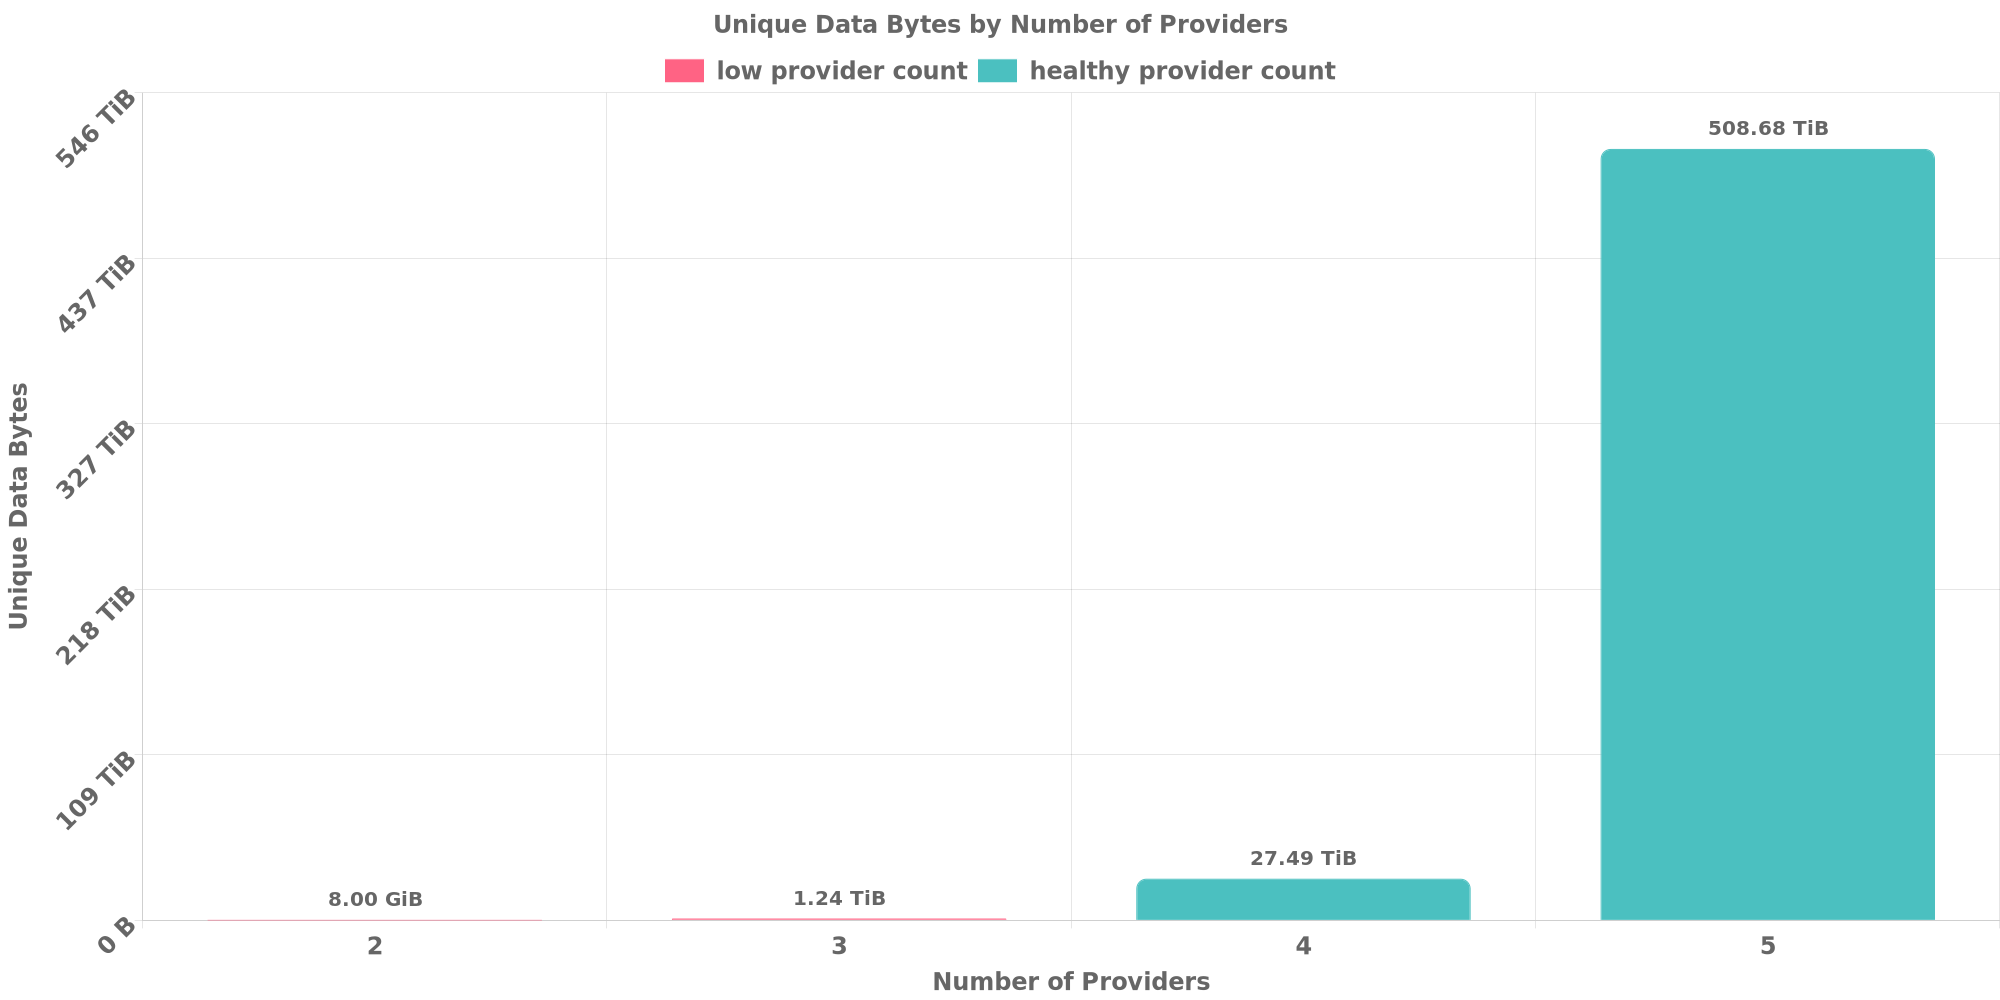 Unique Data Bytes by Number of Providers
low provider count healthy provider count
546 TiB
437 TiB
327 TiB
218 TiB
109 TiB
0 B
Unique Data Bytes
8.00 GiB
1.24 TiB
27.49 TiB
508.68 TiB
2 3 4 5
Number of Providers